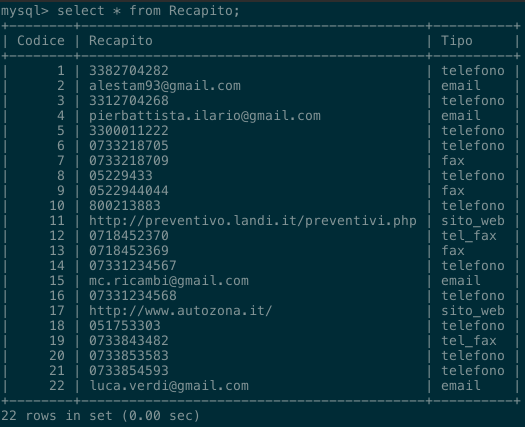 mysql> select * from Recapito;
+--------+------------------------------------------+----------+
| Codice | Recapito                                 | Tipo     |
+--------+------------------------------------------+----------+
|      1 | 3382704282                               | telefono |
|      2 | alestam93@gmail.com                      | email    |
|      3 | 3312704268                               | telefono |
|      4 | pierbattista.ilario@gmail.com            | email    |
|      5 | 3300011222                               | telefono |
|      6 | 0733218705                               | telefono |
|      7 | 0733218709                               | fax      |
|      8 | 05229433                                 | telefono |
|      9 | 0522944044                               | fax      |
|     10 | 800213883                                | telefono |
|     11 | http://preventivo.landi.it/preventivi.php | sito_web |
|     12 | 0718452370                               | tel_fax  |
|     13 | 0718452369                               | fax      |
|     14 | 07331234567                              | telefono |
|     15 | mc.ricambi@gmail.com                     | email    |
|     16 | 07331234568                              | telefono |
|     17 | http://www.autozona.it/                  | sito_web |
|     18 | 051753303                                | telefono |
|     19 | 0733843482                               | tel_fax  |
|     20 | 0733853583                               | telefono |
|     21 | 0733854593                               | telefono |
|     22 | luca.verdi@gmail.com                     | email    |
+--------+------------------------------------------+----------+
22 rows in set (0.00 sec)